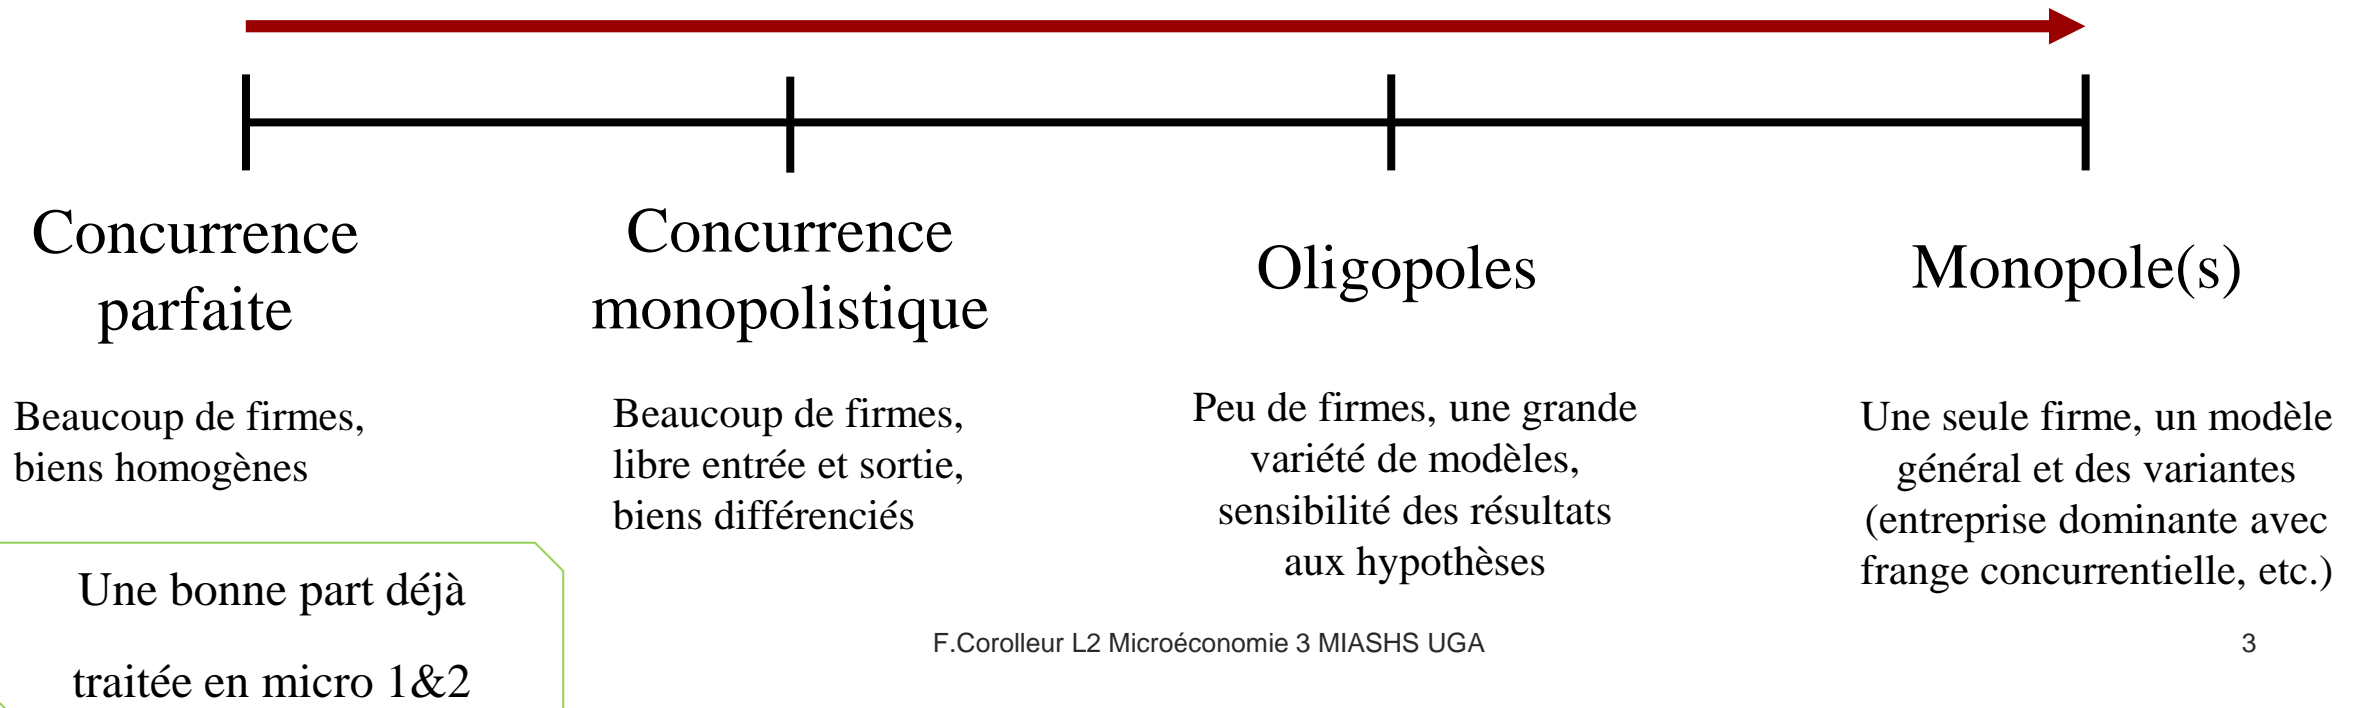 Concurrence
parfaite
Concurrence
monopolistique
Oligopoles
Monopole(s)
Beaucoup de firmes,
biens homogènes
Beaucoup de firmes,
libre entrée et sortie,
biens différenciés
Peu de firmes, une grande
variété de modèles,
sensibilité des résultats
aux hypothèses
Une seule firme, un modèle
général et des variantes
(entreprise dominante avec
frange concurrentielle, etc.)
Une bonne part déjà
traitée en micro 1&2
F.Corolleur L2 Microéconomie 3 MIASHS UGA
3